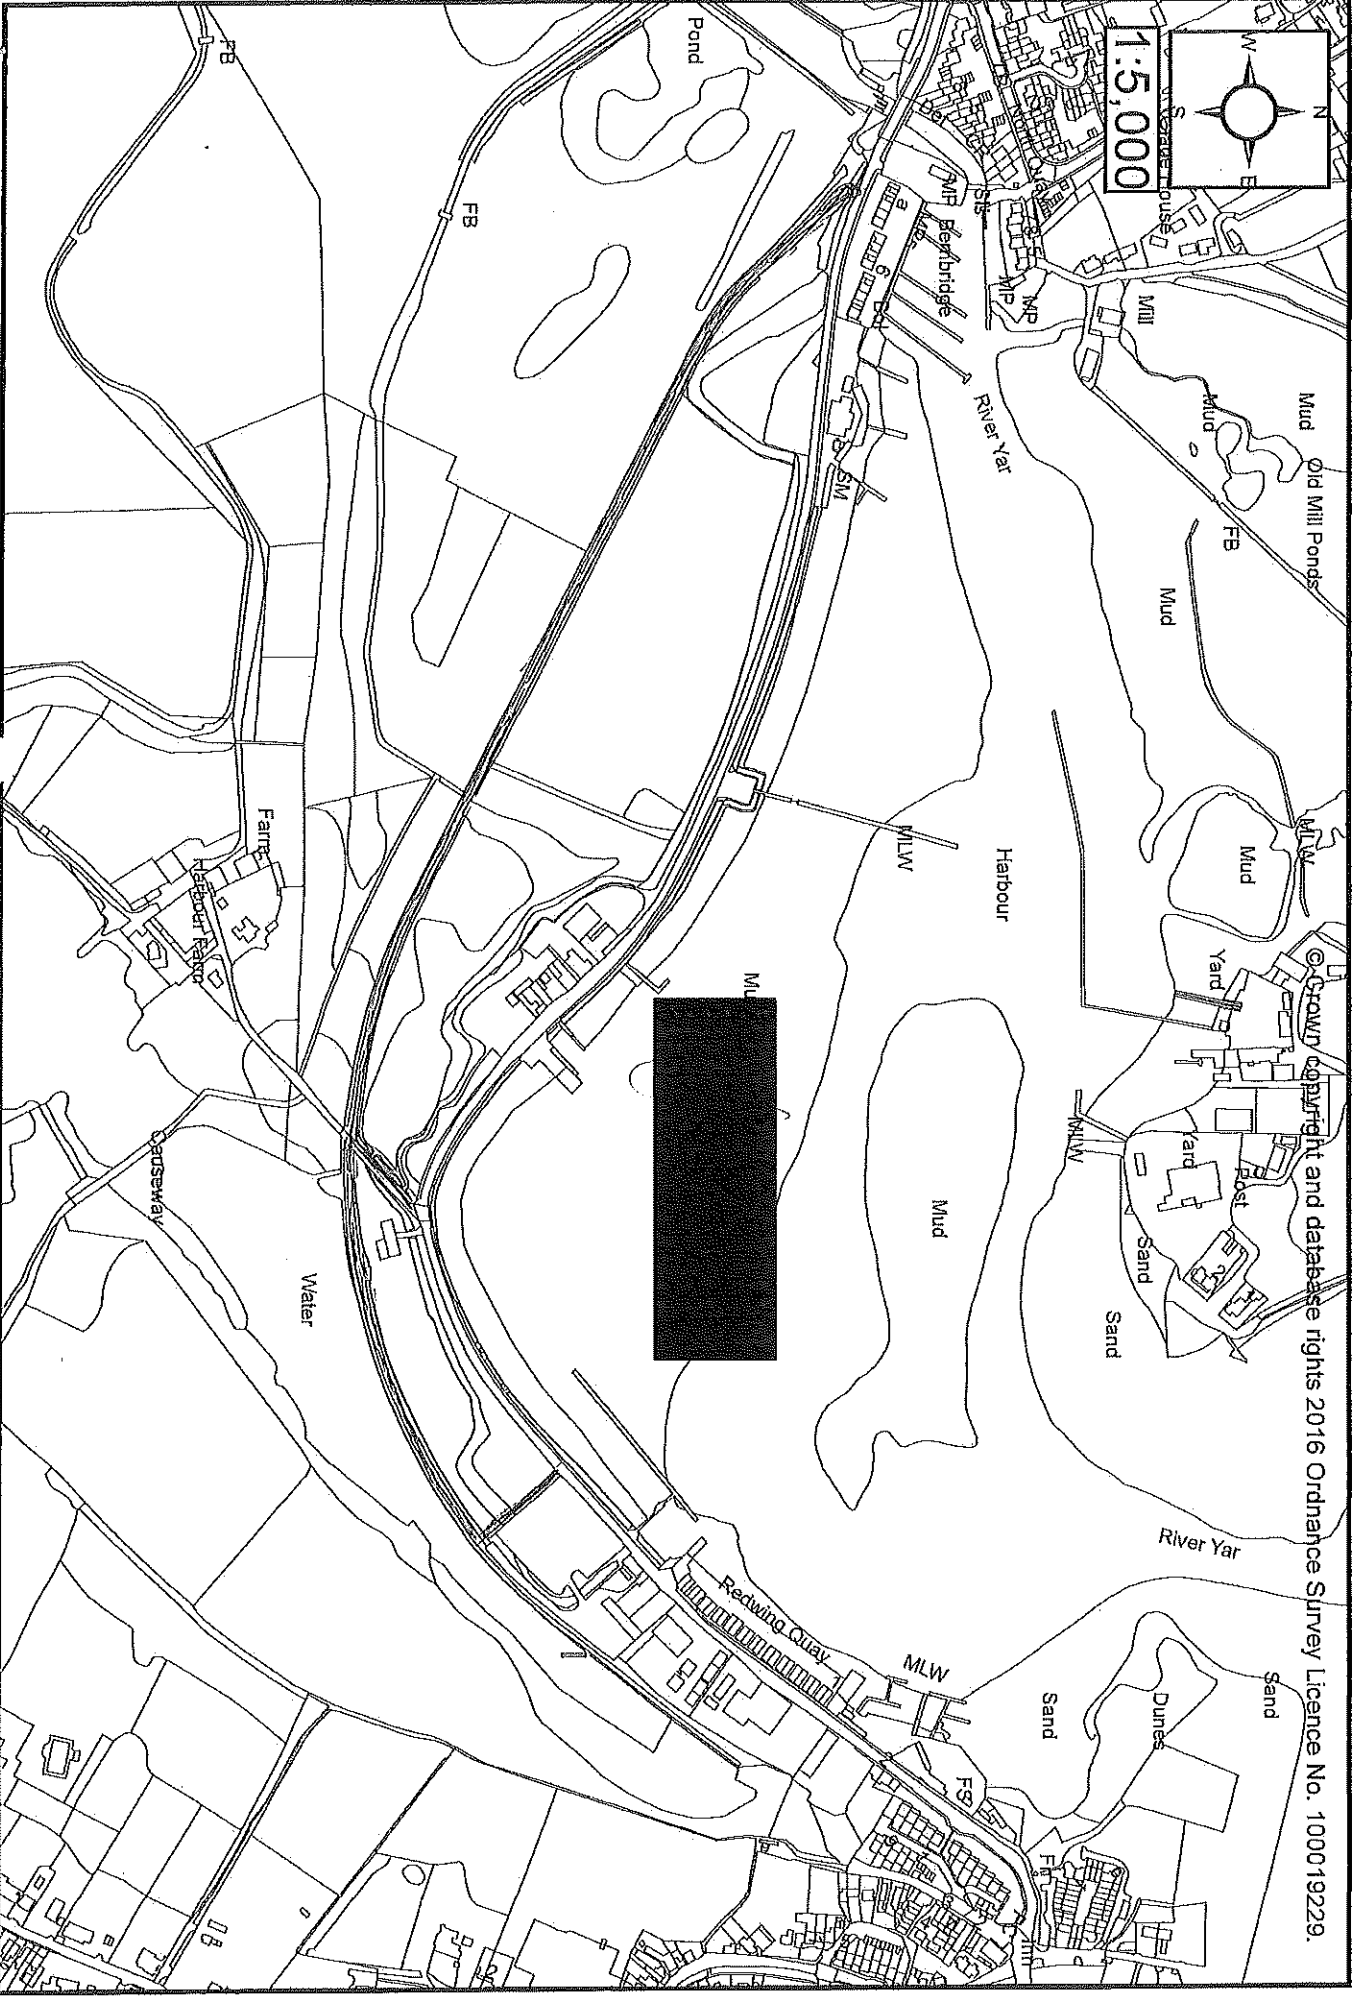 © Crown copyright and database rights 2016 Ordnance Survey Licence No. 100019229.
N
W
E
S
1:5,000
Old Mill Ponds
Mud
Mud
MLW
Sand
FB
Mud
Post
Yard
River Yar
Yard
Mud
Mill
Sand
Sand
Dunes
MLW
MP
MP
Harbour
Sand
River Yar
Slis
FS
Bembridge
MP
Mud
MLW
MLW
6
SM
Redwing Quay
1
Pond
FB
FB
Water
Farm
Harbour Farm
Causeway